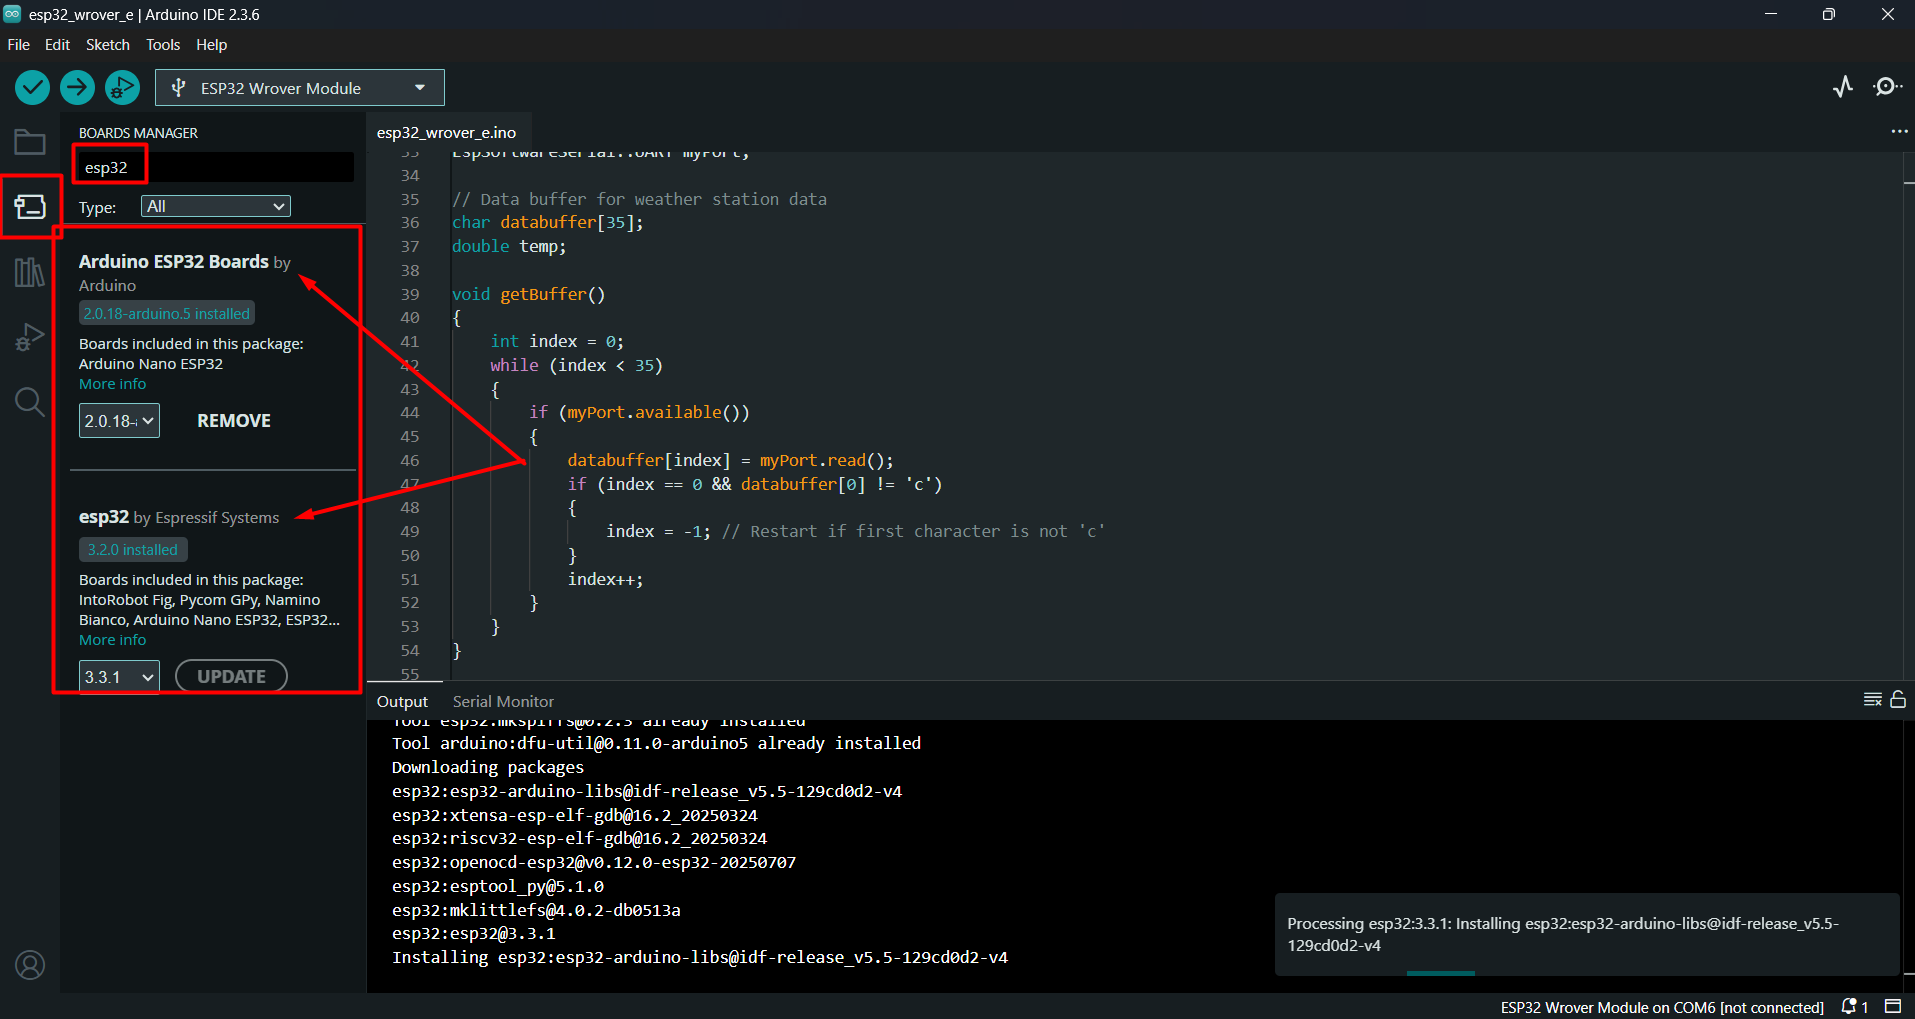 esp32_wrover_e | Arduino IDE 2.3.6
File Edit Sketch Tools Help
ESP32 Wrover Module
BOARDS MANAGER
esp32
Type: All
Arduino ESP32 Boards by
Arduino
2.0.18-arduino.5 installed
Boards included in this package:
Arduino Nano ESP32
More info
2.0.18- REMOVE
esp32 by Espressif Systems
3.2.0 installed
Boards included in this package:
IntoRobot Fig, Pycom GPy, Namino
Bianco, Arduino Nano ESP32, ESP32...
More info
3.3.1 UPDATE
esp32_wrover_e.ino
33 EspSoftwareSerial::UART myPort;
34
35 // Data buffer for weather station data
36 char databuffer[35];
37 double temp;
38
39 void getBuffer()
40 {
41 int index = 0;
42 while (index < 35)
43 {
44 if (myPort.available())
45 {
46 databuffer[index] = myPort.read();
47 if (index == 0 && databuffer[0] != 'c')
48 {
49 index = -1; // Restart if first character is not 'c'
50 }
51 index++;
52 }
53 }
54 }
55
Output Serial Monitor
Tool esp32:mkspiffs@0.2.3 already installed
Tool arduino:dfu-util@0.11.0-arduino5 already installed
Downloading packages
esp32:esp32-arduino-libs@idf-release_v5.5-129cd0d2-v4
esp32:xtensa-esp-elf-gdb@16.2_20250324
esp32:riscv32-esp-elf-gdb@16.2_20250324
esp32:openocd-esp32@v0.12.0-esp32-20250707
esp32:esptool_py@5.1.0
esp32:mklittlefs@4.0.2-db0513a
esp32:esp32@3.3.1
Installing esp32:esp32-arduino-libs@idf-release_v5.5-129cd0d2-v4
Processing esp32:3.3.1: Installing esp32:esp32-arduino-libs@idf-release_v5.5-
129cd0d2-v4
ESP32 Wrover Module on COM6 [not connected] 1